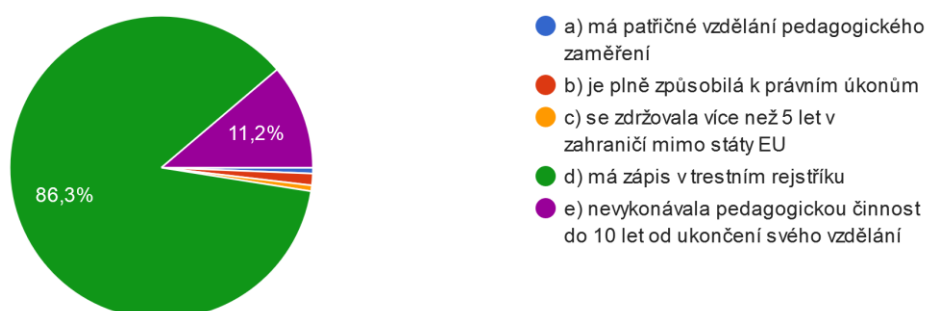 11,2%
86,3%
a) má patřičné vzdělání pedagogického
zaměření
b) je plně způsobilá k právním úkonům
c) se zdržovala více než 5 let v
zahraničí mimo státy EU
d) má zápis v trestním rejstříku
e) nevykonávala pedagogickou činnost
do 10 let od ukončení svého vzdělání